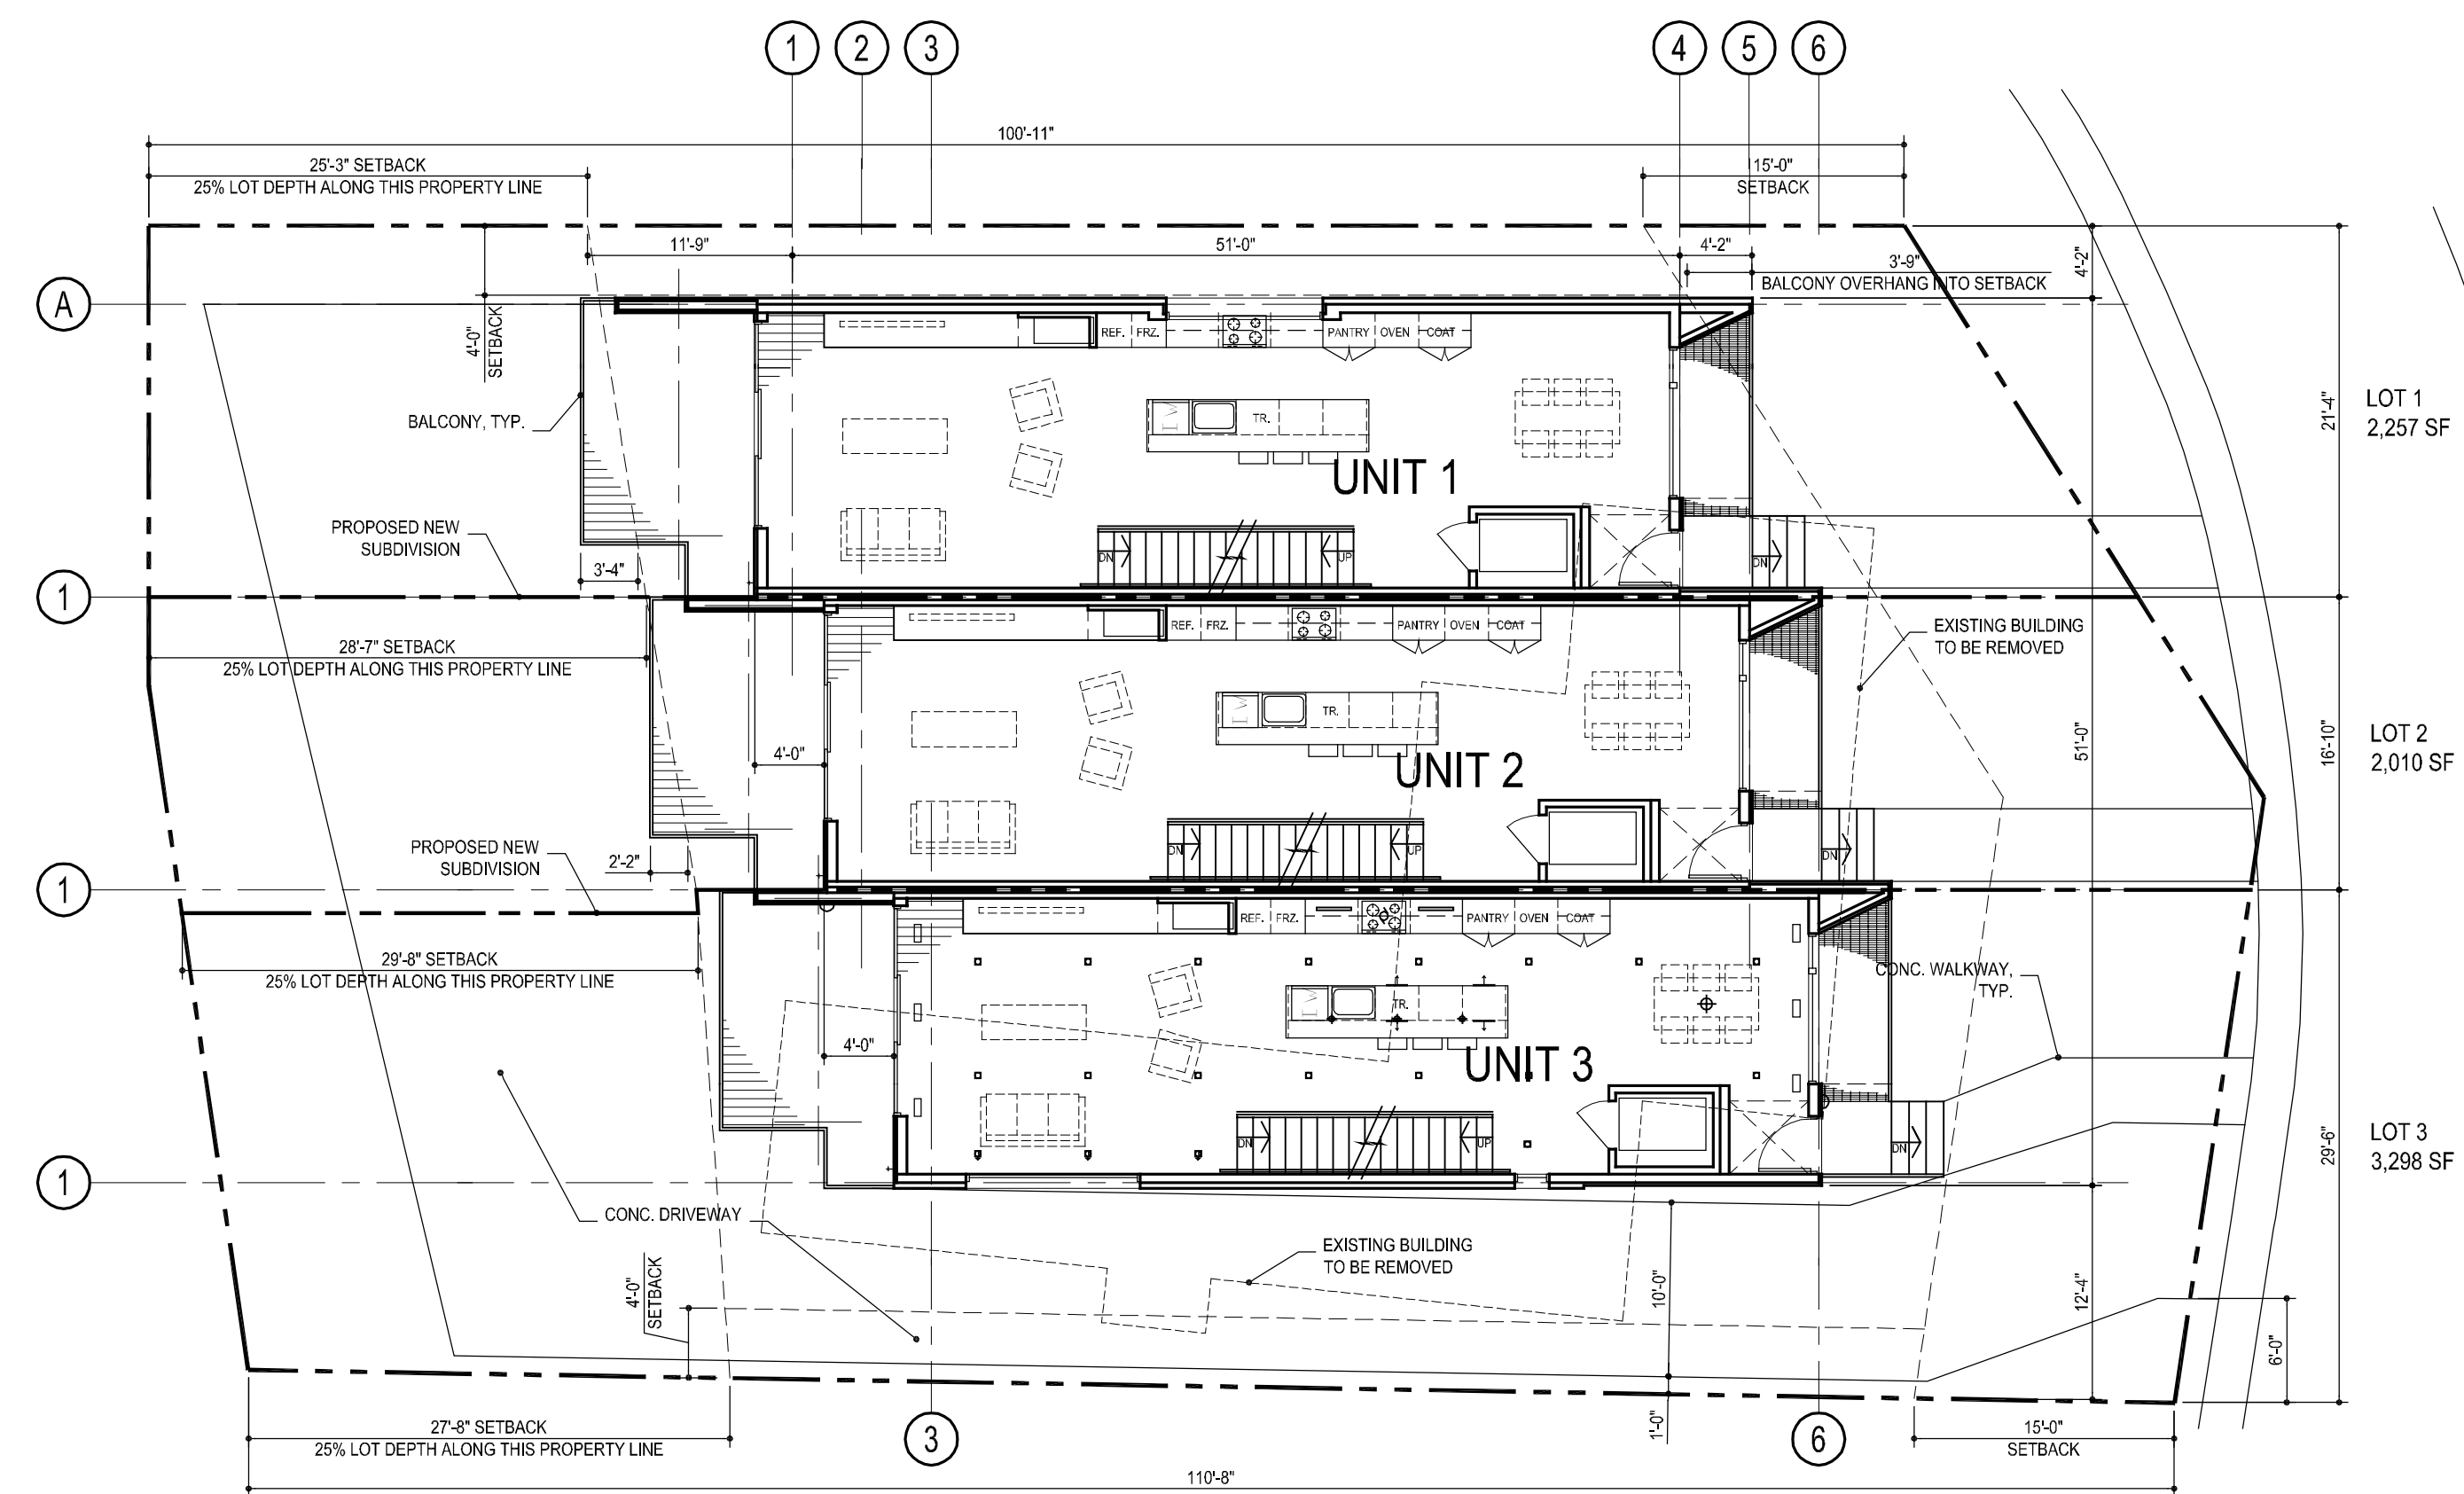 1 2 3 4 5 6
100'-11"
25'-3" SETBACK
25% LOT DEPTH ALONG THIS PROPERTY LINE
15'-0"
SETBACK
11'-9"
51'-0"
4'-2"
3'-9"
BALCONY OVERHANG INTO SETBACK
4'-2"
A
4'-0"
SETBACK
REF. FRZ. PANTRY OVEN COAT
BALCONY, TYP.
TR.
UNIT 1
21'-4"
LOT 1
2,257 SF
PROPOSED NEW
SUBDIVISION
DN UP DN
3'-4"
1
REF. FRZ. PANTRY OVEN COAT
28'-7" SETBACK
25% LOT DEPTH ALONG THIS PROPERTY LINE
EXISTING BUILDING
TO BE REMOVED
TR.
4'-0"
UNIT 2
51'-0"
16'-10"
LOT 2
2,010 SF
PROPOSED NEW
SUBDIVISION
2'-2"
DN UP DN
1
REF. FRZ. PANTRY OVEN COAT
29'-8" SETBACK
25% LOT DEPTH ALONG THIS PROPERTY LINE
CONC. WALKWAY,
TYP.
TR.
4'-0"
UNIT 3
29'-6"
LOT 3
3,298 SF
DN UP DN
1
CONC. DRIVEWAY
EXISTING BUILDING
TO BE REMOVED
4'-0"
SETBACK
10'-0"
12'-4"
6'-0"
1'-0"
27'-8" SETBACK
25% LOT DEPTH ALONG THIS PROPERTY LINE
3 6
15'-0"
SETBACK
110'-8"